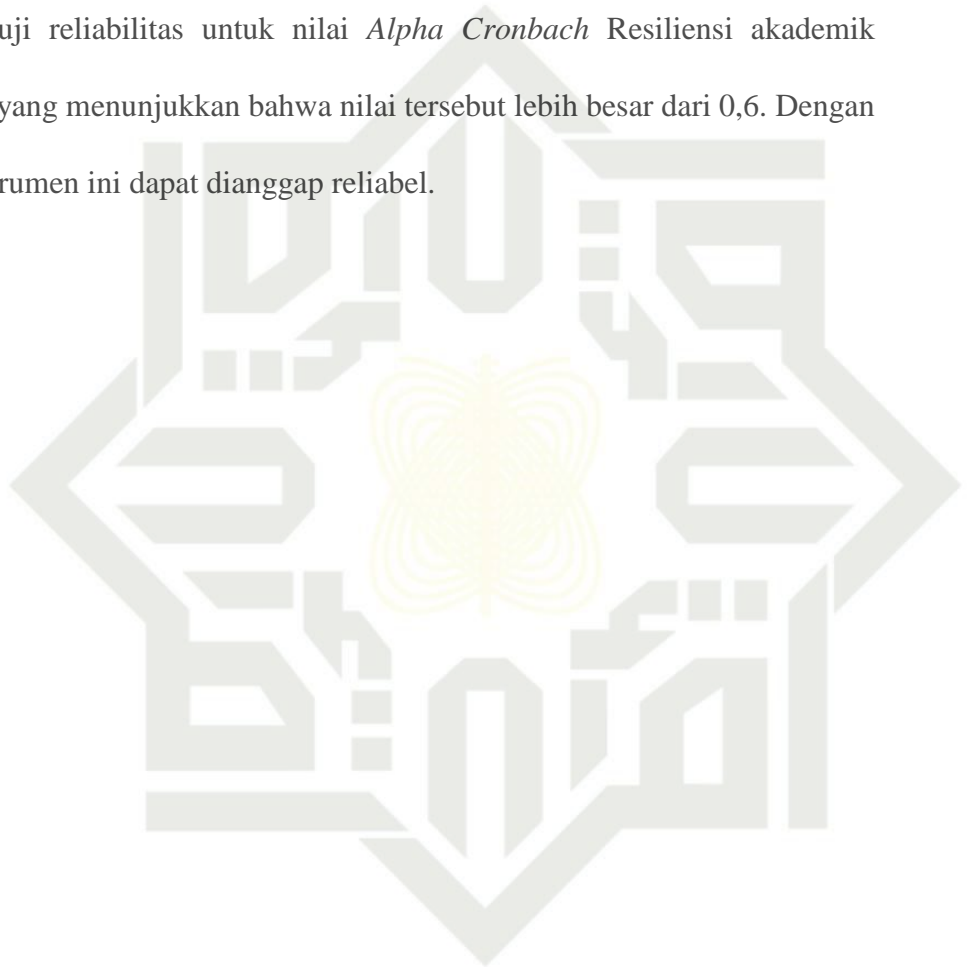 uji reliabilitas untuk nilai Alpha Cronbach Resiliensi akademik
yang menunjukkan bahwa nilai tersebut lebih besar dari 0,6. Dengan
rumen ini dapat dianggap reliabel.